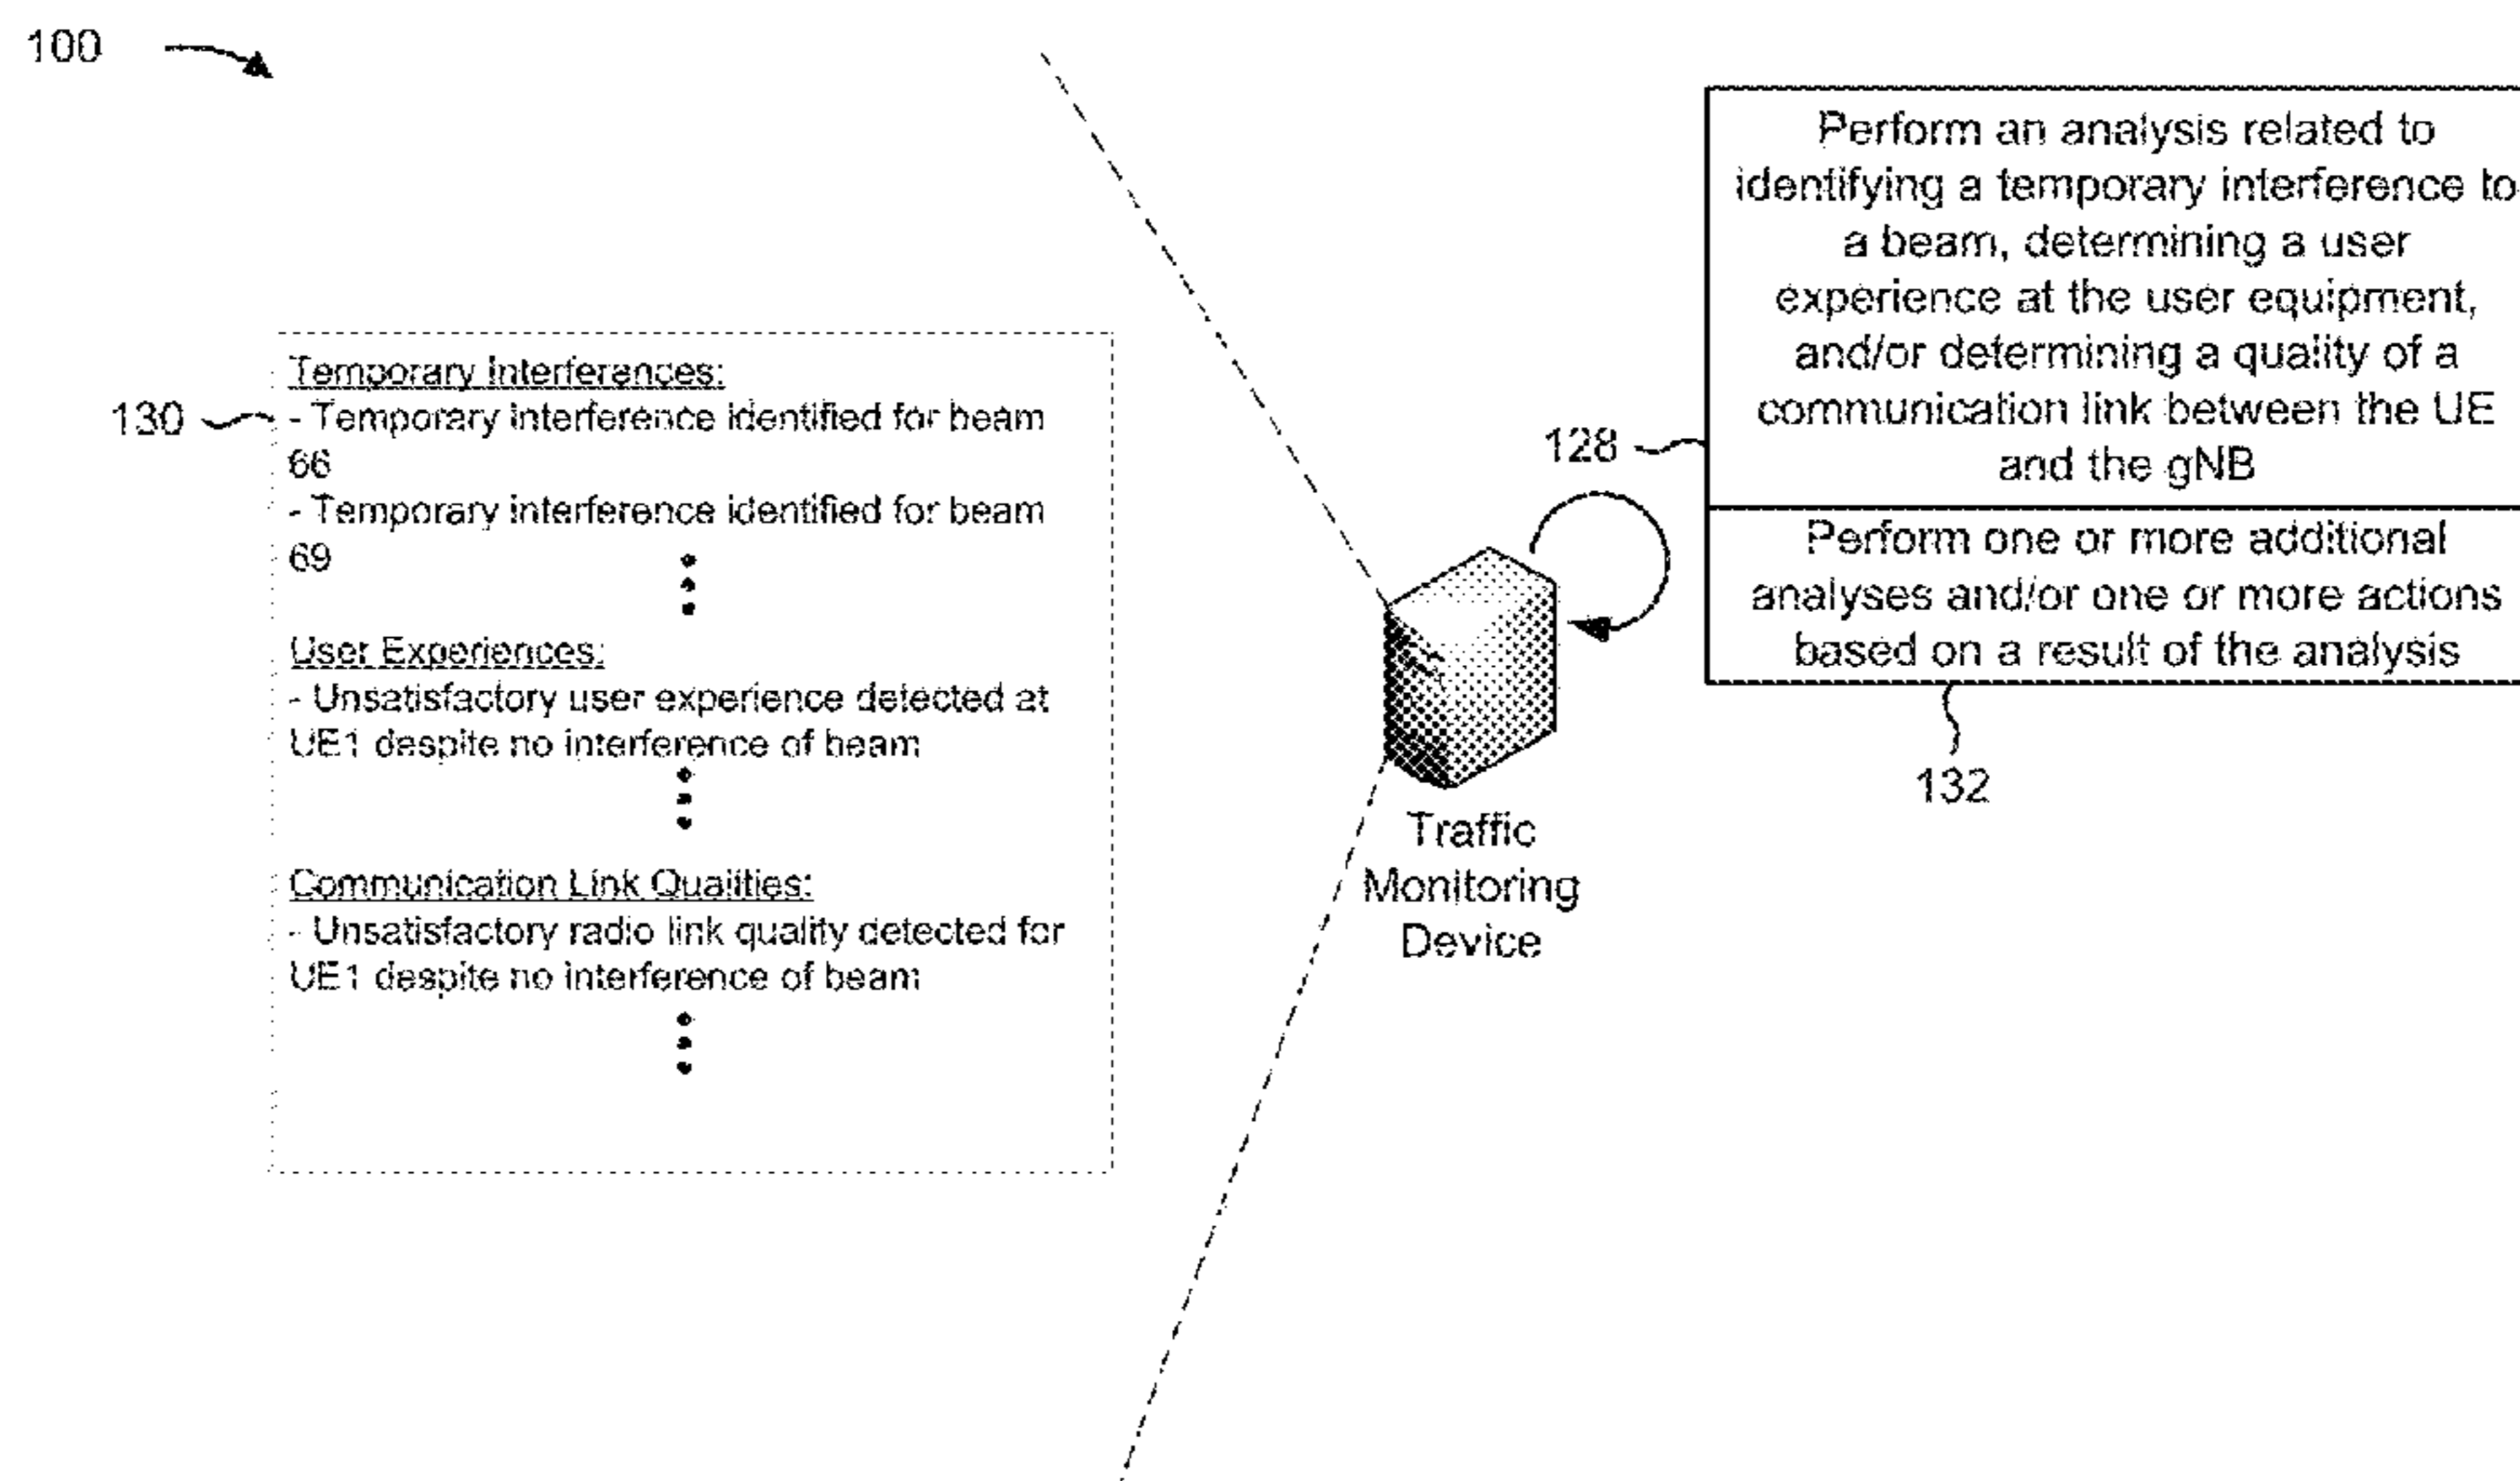 100
Temporary Interferences:
130
- Temporary interference identified for beam
66
- Temporary interference identified for beam
69
User Experiences:
- Unsatisfactory user experience detected at
UE1 despite no interference of beam
Communication Link Qualities:
- Unsatisfactory radio link quality detected for
UE1 despite no interference of beam
Traffic
Monitoring
Device
128
Perform an analysis related to
identifying a temporary interference to
a beam, determining a user
experience at the user equipment,
and/or determining a quality of a
communication link between the UE
and the gNB
Perform one or more additional
analyses and/or one or more actions
based on a result of the analysis
132